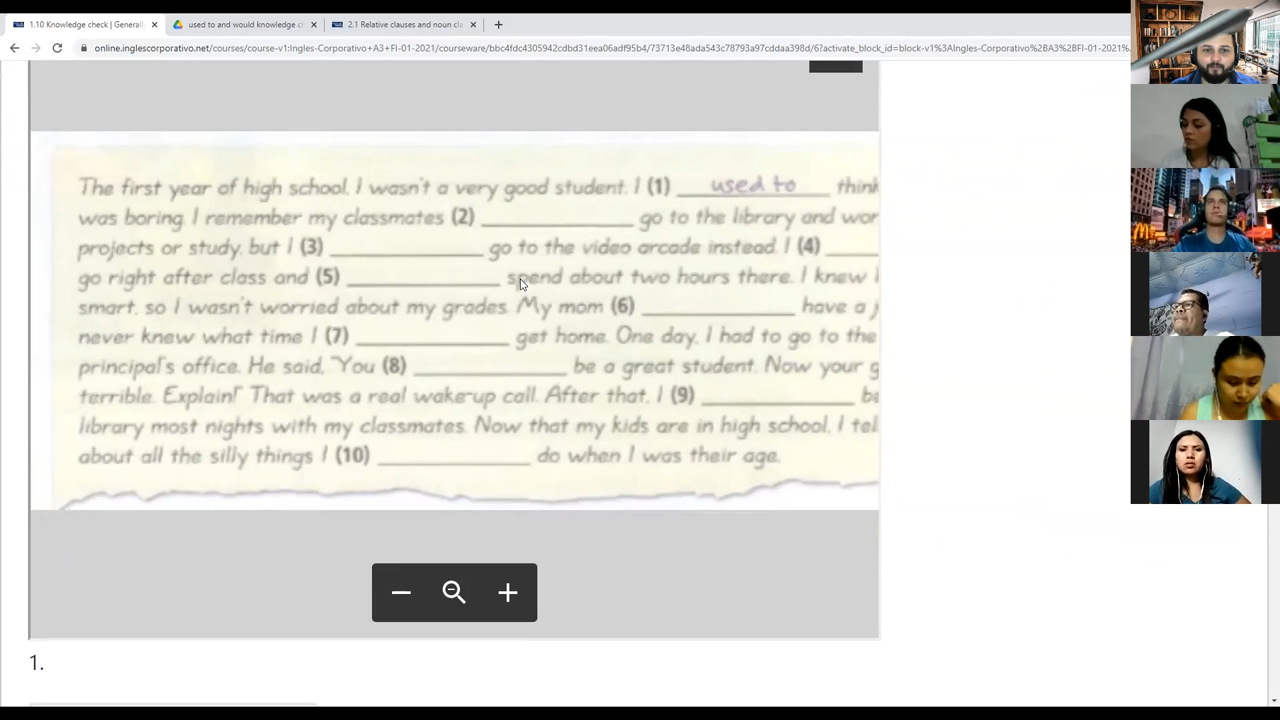 1.10 Knowledge check | Generall
used to and would knowledge c
2.1 Relative clauses and noun cl
online.inglescorporativo.net/courses/course-v1:Ingles-Corporativo+A3+FI-01-2021/courseware/bbc4fdc4305942cdbd31eea06adf95b4/73713e48ada543c78793a97cddaa398d/6?activate_block_id=block-v1%3AIngles-Corporativo%2BA3%2BFI-01-2021%
The first year of high school, I wasn't a very good student. I (1) used to think
was boring. I remember my classmates (2) go to the library and wor
projects or study, but I (3) go to the video arcade instead. I (4)
go right after class and (5) spend about two hours there. I knew I
smart, so I wasn't worried about my grades. My mom (6) have a
never knew what time I (7) get home. One day, I had to go to the
principal's office. He said, "You (8) be a great student. Now your g
terrible. Explain!" That was a real wake-up call. After that, I (9) be
library most nights with my classmates. Now that my kids are in high school, I tel
about all the silly things I (10) do when I was their age.
1.